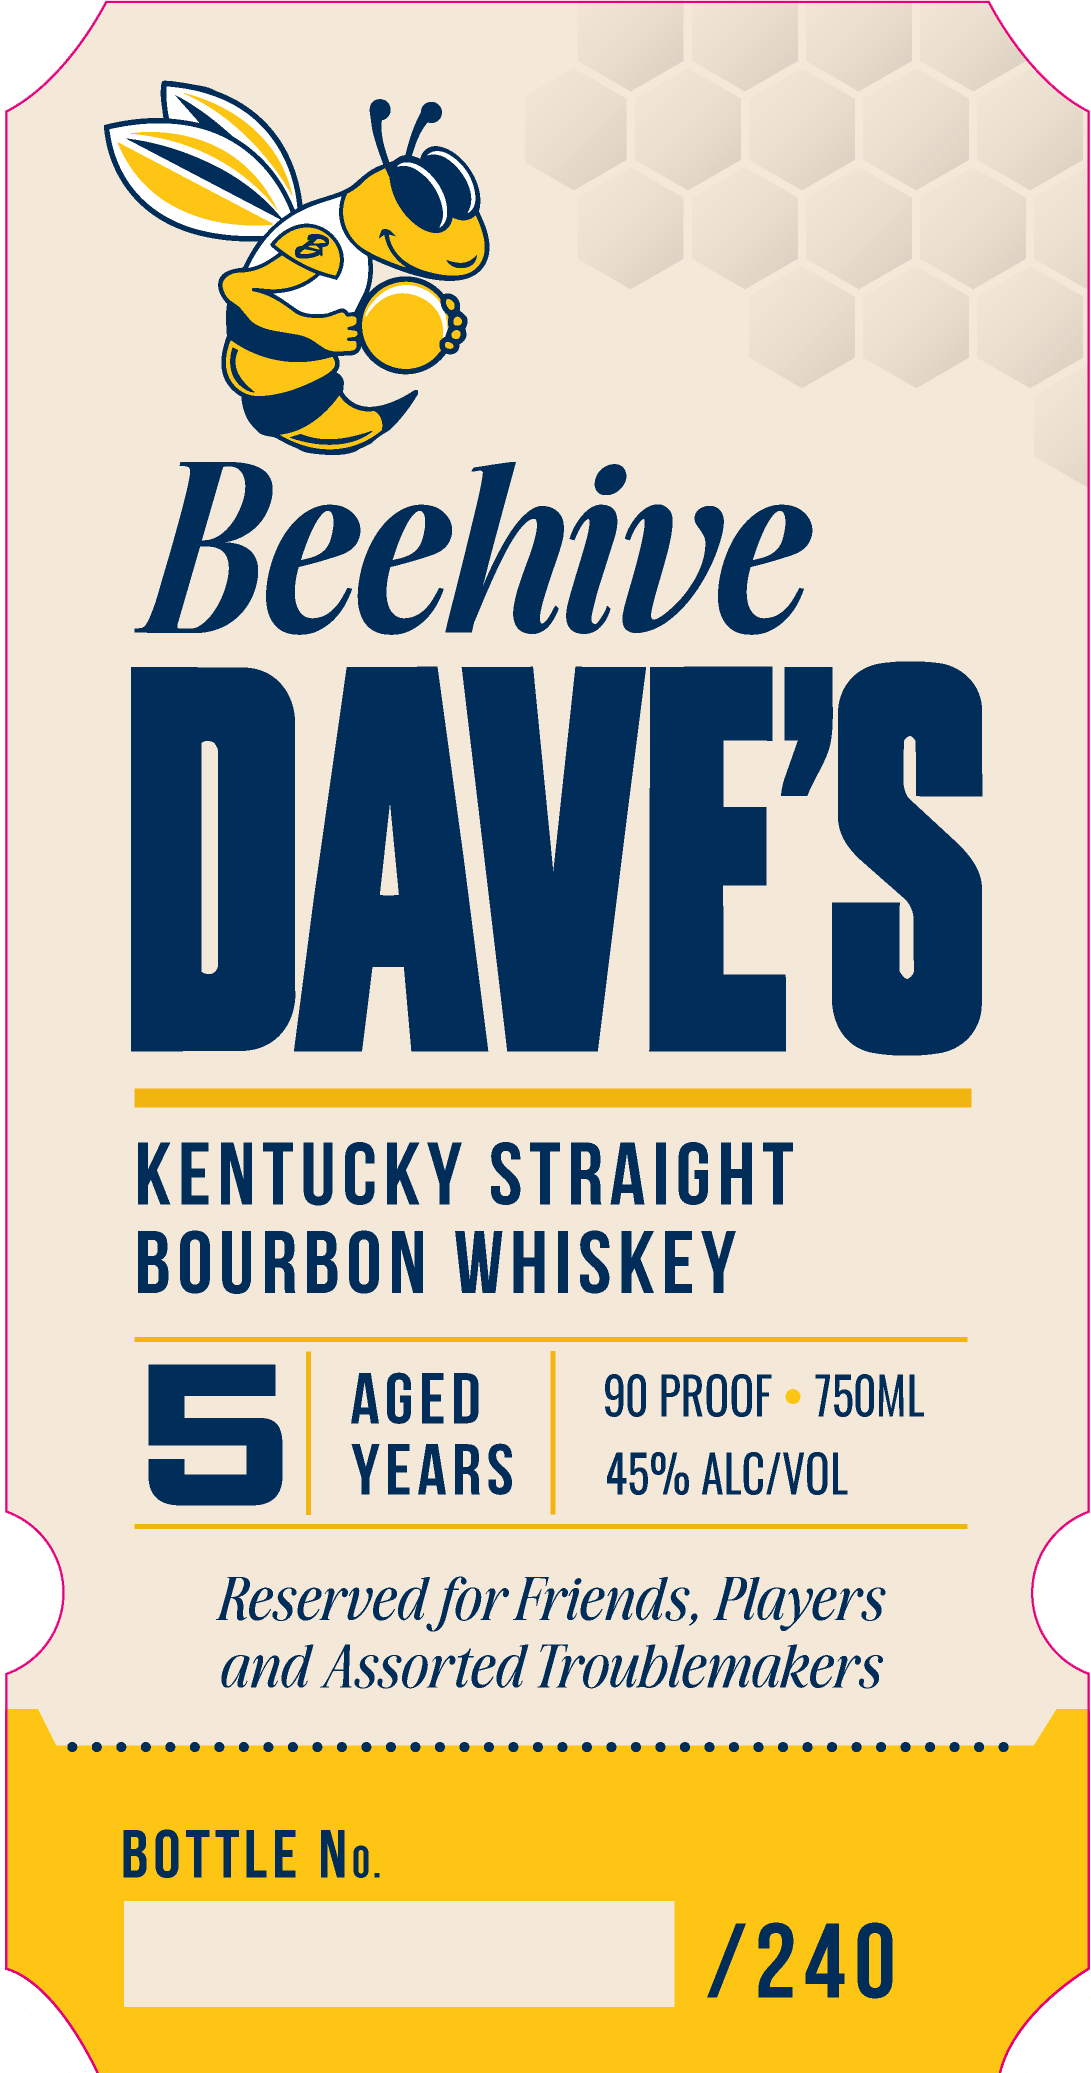 B
Beehive
DAVE'S
KENTUCKY STRAIGHT
BOURBON WHISKEY
5
AGED
YEARS
90 PROOF • 750ML
45% ALC/VOL
Reserved for Friends, Players
and Assorted Troublemakers
BOTTLE No.
/240